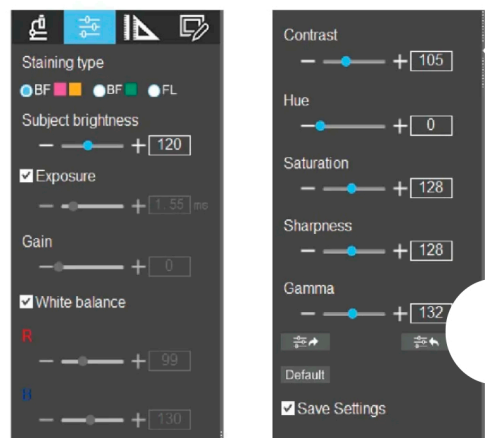 Staining type
BF BF FL
Subject brightness
120
Exposure
1.55 ms
Gain
0
White balance
R
99
B
130
Contrast
105
Hue
0
Saturation
128
Sharpness
128
Gamma
132
Default
Save Settings